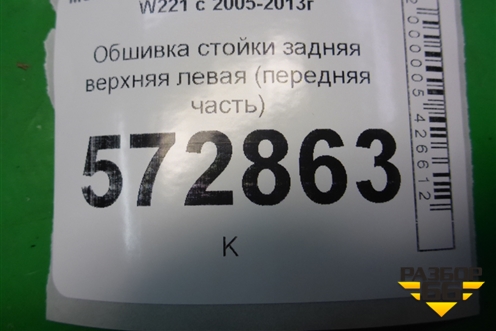 W221 с 2005-2013г
Обшивка стойки задняя
верхняя левая (передняя
часть)
572863
К
2000005426612
РАЗБОР